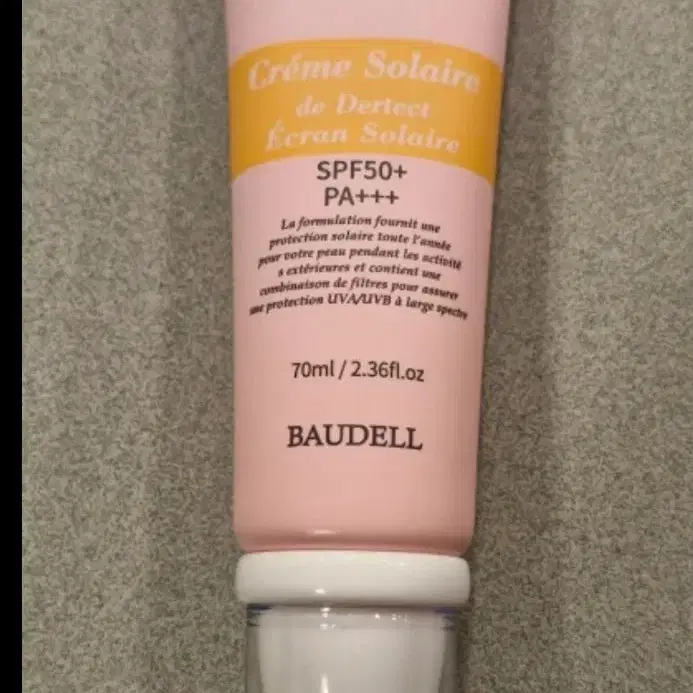 Créme Solaire
de Dertect
Écran Solaire
SPF50+
PA+++
La formulation fournit une
protection solaire toute l'année
pour votre peau pendant les activité
s extérieures et contient une
combinaison de filtres pour assurer
une protection UVA/UVB à large spectre
70ml / 2.36fl.oz
BAUDELL